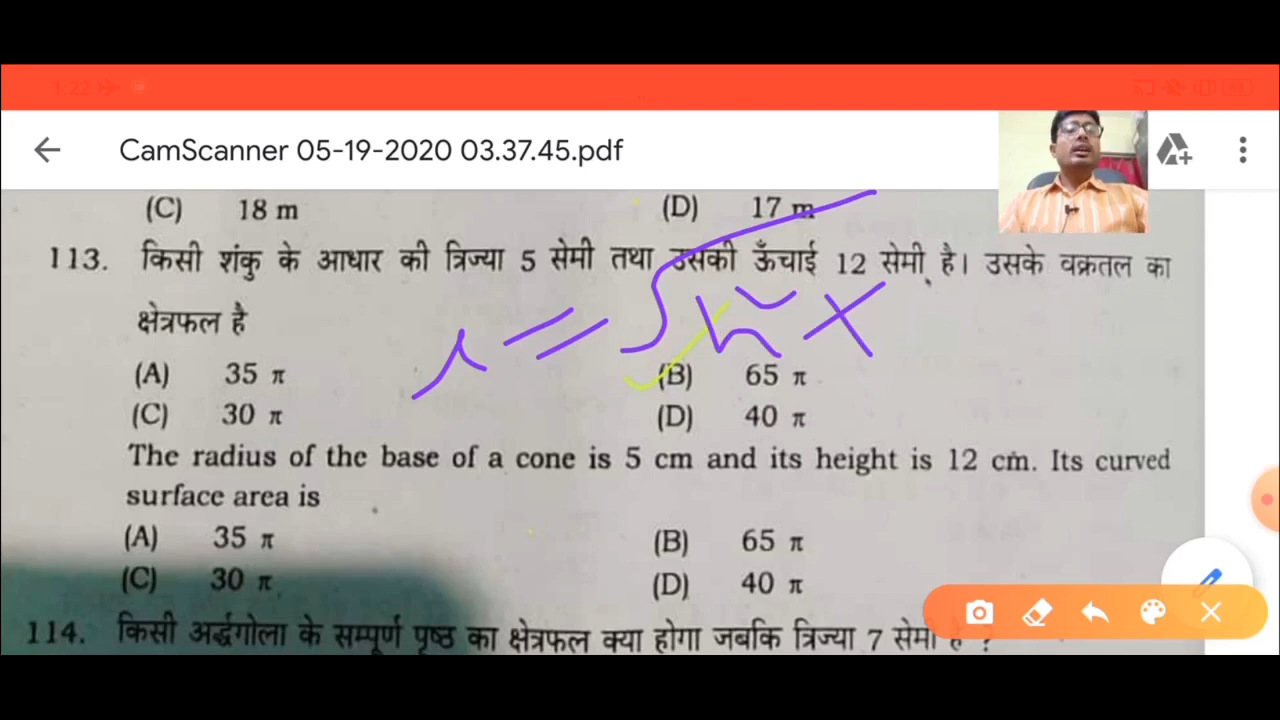 1:22
CamScanner 05-19-2020 03.37.45.pdf
(C) 18 m (D) 17 m
113. किसी शंकु के आधार की त्रिज्या 5 सेमी तथा उसकी ऊँचाई 12 सेमी है। उसके वक्रतल का
क्षेत्रफल है
(A) 35 π (B) 65 π
(C) 30 π (D) 40 π
The radius of the base of a cone is 5 cm and its height is 12 cm. Its curved
surface area is
(A) 35 π (B) 65 π
(C) 30 π (D) 40 π
114. किसी अर्द्धगोला के सम्पूर्ण पृष्ठ का क्षेत्रफल क्या होगा जबकि त्रिज्या 7 सेमी है ?